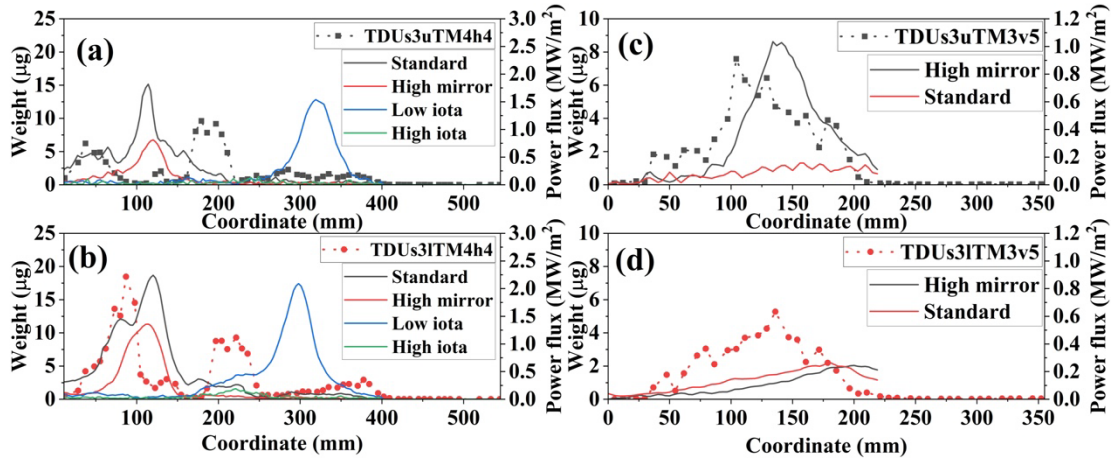 (a)
TDUs3uTM4h4
Standard
High mirror
Low iota
High iota
Weight (μg)
25
20
15
10
5
0
Power flux (MW/m²)
3.0
2.5
2.0
1.5
1.0
0.5
0.0
100 200 300 400 500
Coordinate (mm)
(c)
TDUs3uTM3v5
High mirror
Standard
Weight (μg)
10
8
6
4
2
0
Power flux (MW/m²)
1.2
1.0
0.8
0.6
0.4
0.2
0.0
0 50 100 150 200 250 300 350
Coordinate (mm)
(b)
TDUs3lTM4h4
Standard
High mirror
Low iota
High iota
Weight (μg)
25
20
15
10
5
0
Power flux (MW/m²)
3.0
2.5
2.0
1.5
1.0
0.5
0.0
100 200 300 400 500
Coordinate (mm)
(d)
TDUs3lTM3v5
High mirror
Standard
Weight (μg)
10
8
6
4
2
0
Power flux (MW/m²)
1.2
1.0
0.8
0.6
0.4
0.2
0.0
0 50 100 150 200 250 300 350
Coordinate (mm)